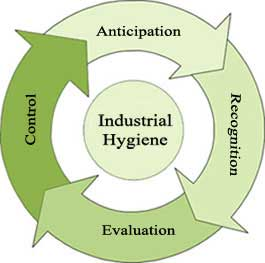 Anticipation
Recognition
Evaluation
Control
Industrial
Hygiene